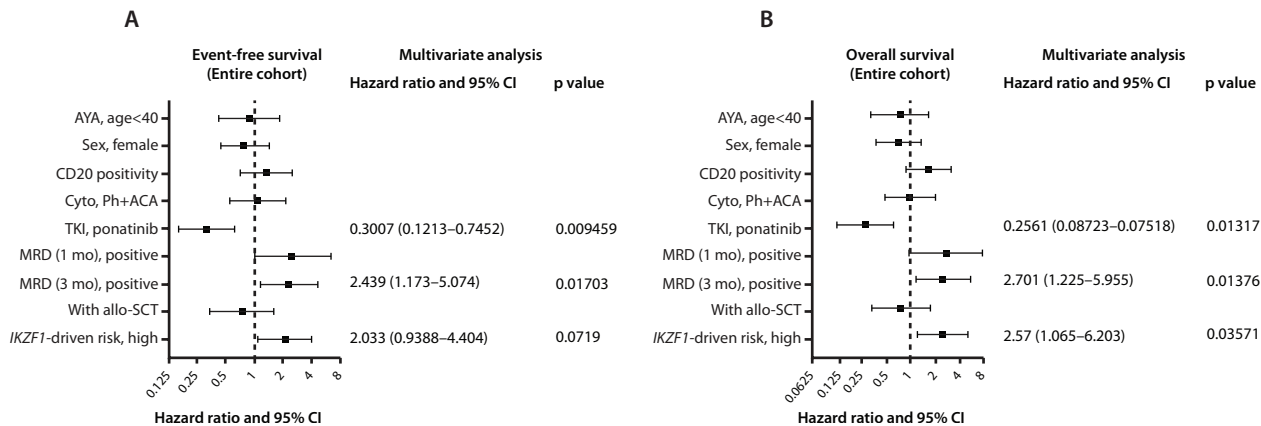 A
Event-free survival
(Entire cohort)
Multivariate analysis
Hazard ratio and 95% CI
p value
AYA, age<40
Sex, female
CD20 positivity
Cyto, Ph+ACA
TKI, ponatinib
0.3007 (0.1213–0.7452)
0.009459
MRD (1 mo), positive
MRD (3 mo), positive
2.439 (1.173–5.074)
0.01703
With allo-SCT
IKZF1-driven risk, high
2.033 (0.9388–4.404)
0.0719
0.125
0.25
0.5
1
2
4
8
Hazard ratio and 95% CI
B
Overall survival
(Entire cohort)
Multivariate analysis
Hazard ratio and 95% CI
p value
AYA, age<40
Sex, female
CD20 positivity
Cyto, Ph+ACA
TKI, ponatinib
0.2561 (0.08723–0.07518)
0.01317
MRD (1 mo), positive
MRD (3 mo), positive
2.701 (1.225–5.955)
0.01376
With allo-SCT
IKZF1-driven risk, high
2.57 (1.065–6.203)
0.03571
0.0625
0.125
0.25
0.5
1
2
4
8
Hazard ratio and 95% CI